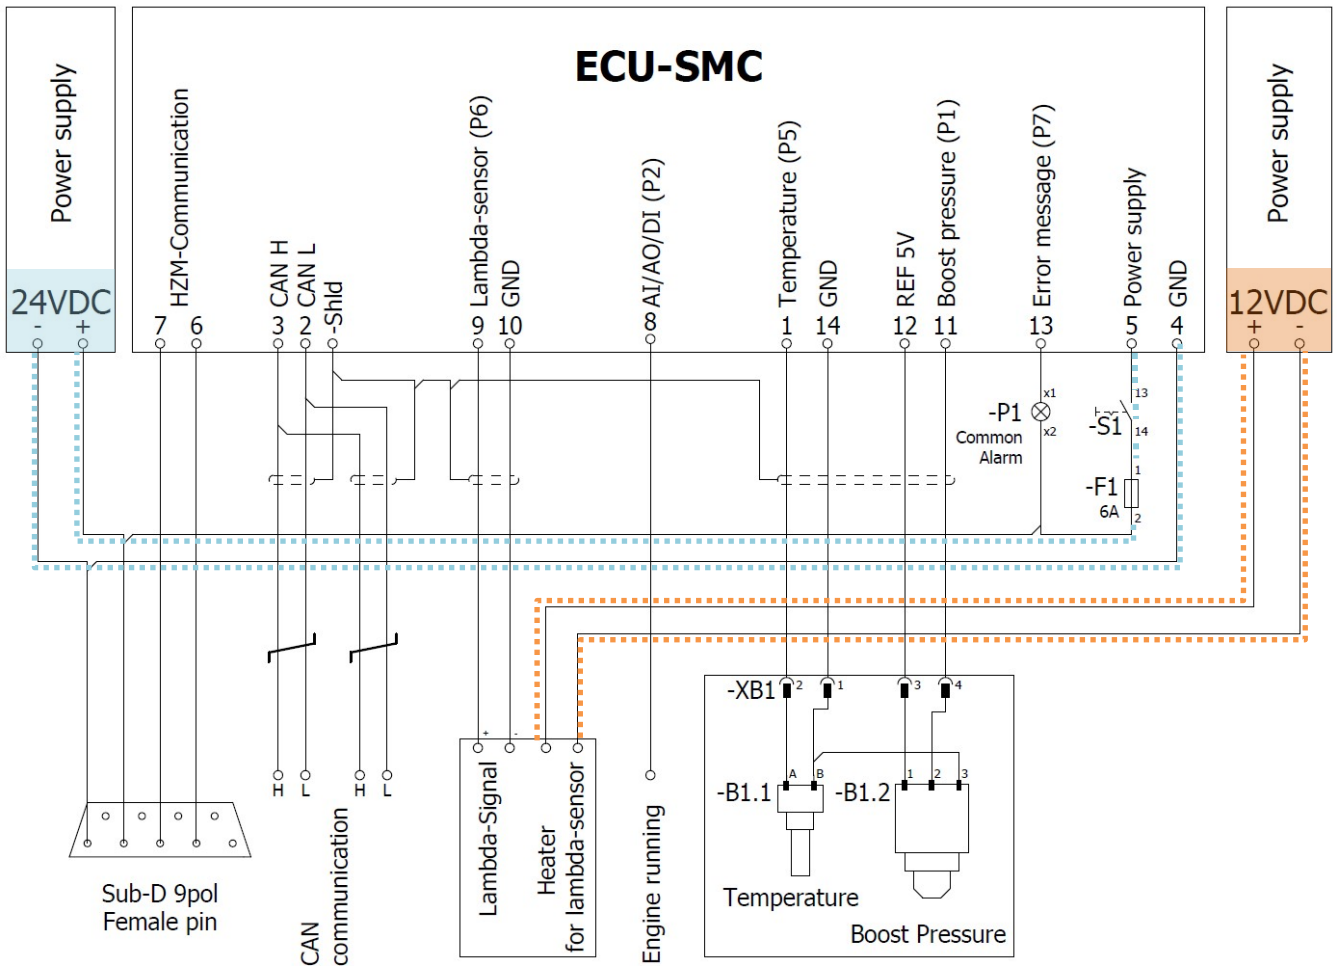 ECU-SMC
Power supply
24VDC
- +
HZM-Communication
7 6
CAN H
3
CAN L
2
-Shld
Lambda-sensor (P6)
9
GND
10
AI/AO/DI (P2)
8
Temperature (P5)
1
GND
14
REF 5V
12
Boost pressure (P1)
11
Error message (P7)
13
Power supply
5
GND
4
Power supply
12VDC
+ -
x1
-P1
x2
Common
Alarm
13
-S1
14
1
-F1
6A
2
-XB1
2 1 3 4
A B
-B1.1
1 2 3
-B1.2
Temperature
Boost Pressure
+ -
Lambda-Signal
Heater
for lambda-sensor
Engine running
H L H L
CAN
communication
Sub-D 9pol
Female pin